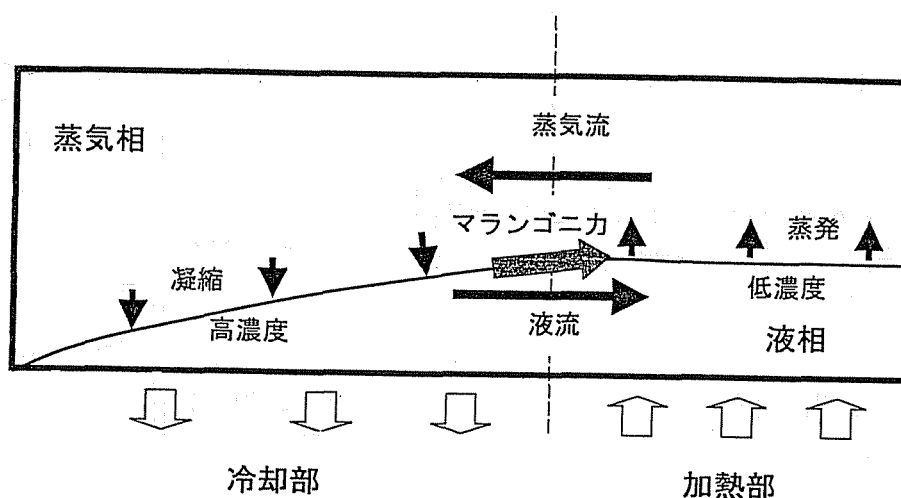 蒸気相
蒸気流
マランゴニ力
蒸発
凝縮
高濃度
液流
低濃度
液相
冷却部
加熱部